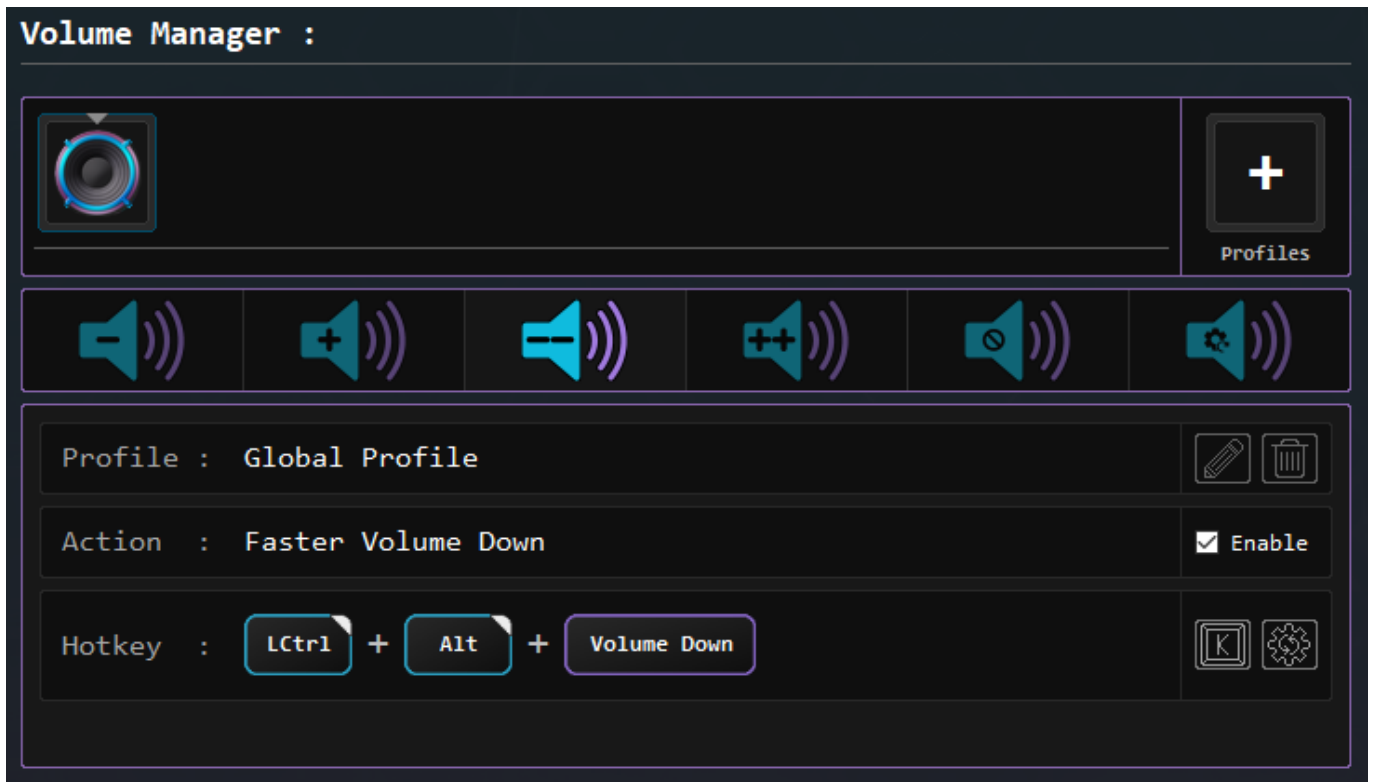 Volume Manager :
+
Profiles
Profile : Global Profile
Action : Faster Volume Down
Enable
Hotkey : LCtrl + Alt + Volume Down
K